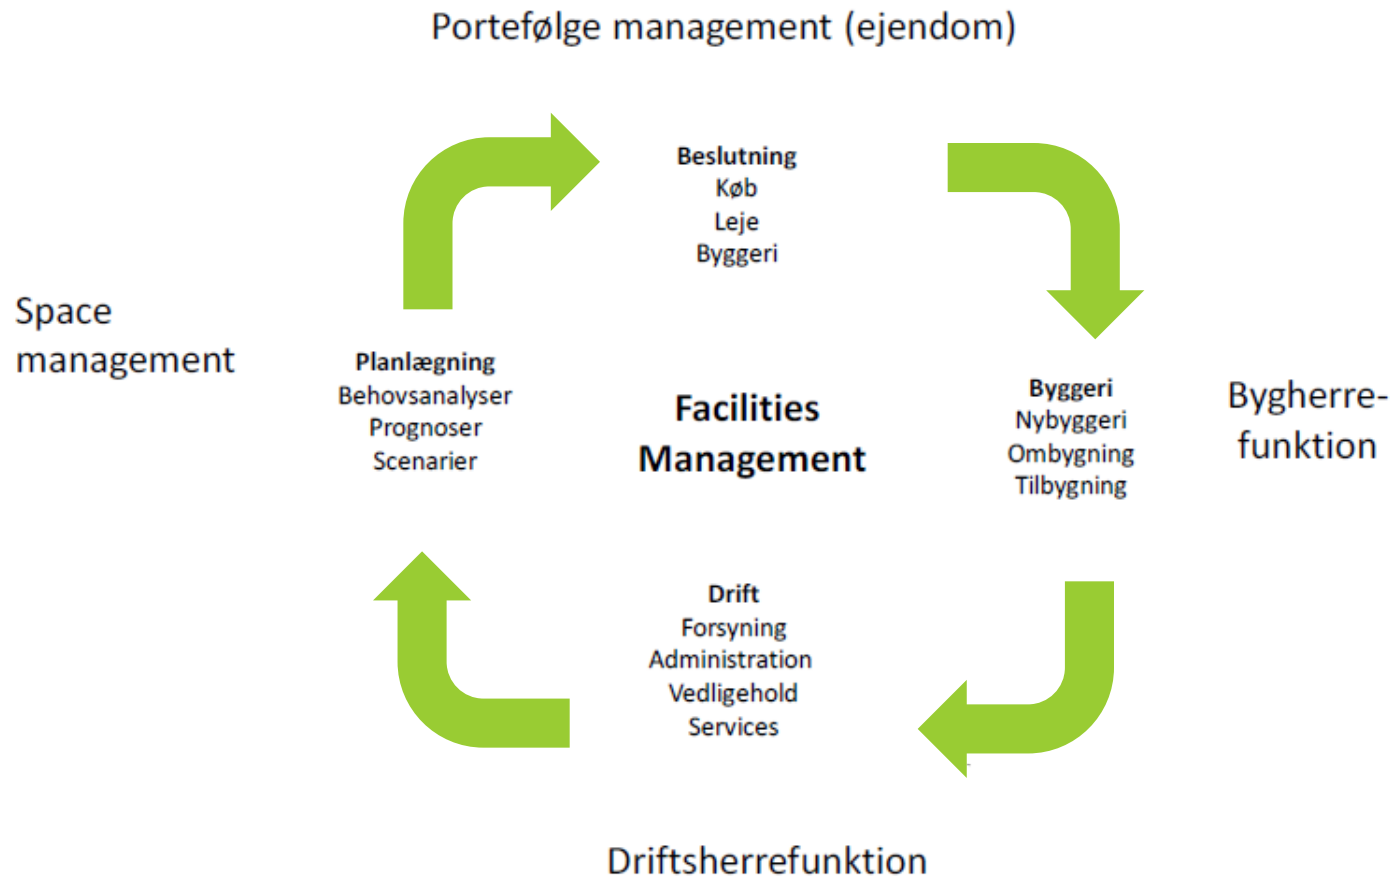 Portefølge management (ejendom)
Beslutning
Køb
Leje
Byggeri
Space
management
Planlægning
Behovsanalyser
Prognoser
Scenarier
Facilities
Management
Byggeri
Nybyggeri
Ombygning
Tilbygning
Bygherre-
funktion
Drift
Forsyning
Administration
Vedligehold
Services
Driftsherrefunktion